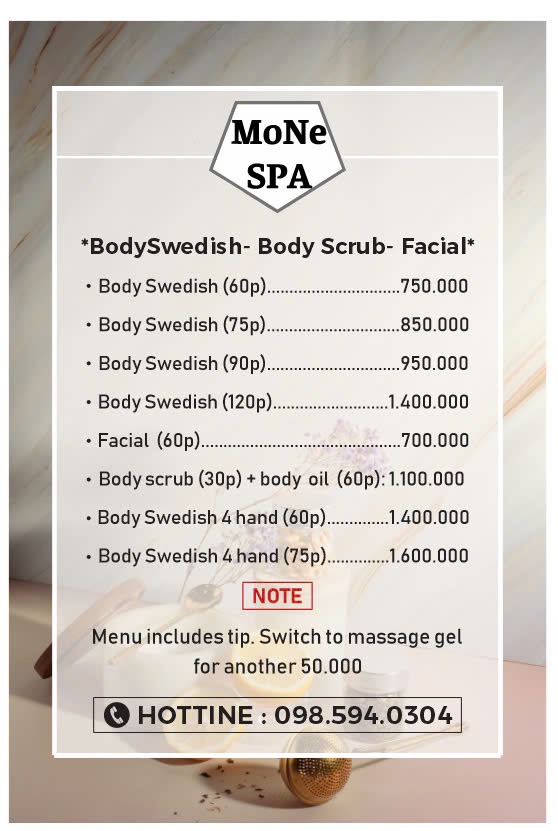 MoNe
SPA
*BodySwedish- Body Scrub- Facial*
• Body Swedish (60p)..............................750.000
• Body Swedish (75p)..............................850.000
• Body Swedish (90p)..............................950.000
• Body Swedish (120p)..........................1.400.000
• Facial (60p)............................................700.000
• Body scrub (30p) + body oil (60p): 1.100.000
• Body Swedish 4 hand (60p)..............1.400.000
• Body Swedish 4 hand (75p)..............1.600.000
NOTE
Menu includes tip. Switch to massage gel
for another 50.000
HOTTINE : 098.594.0304